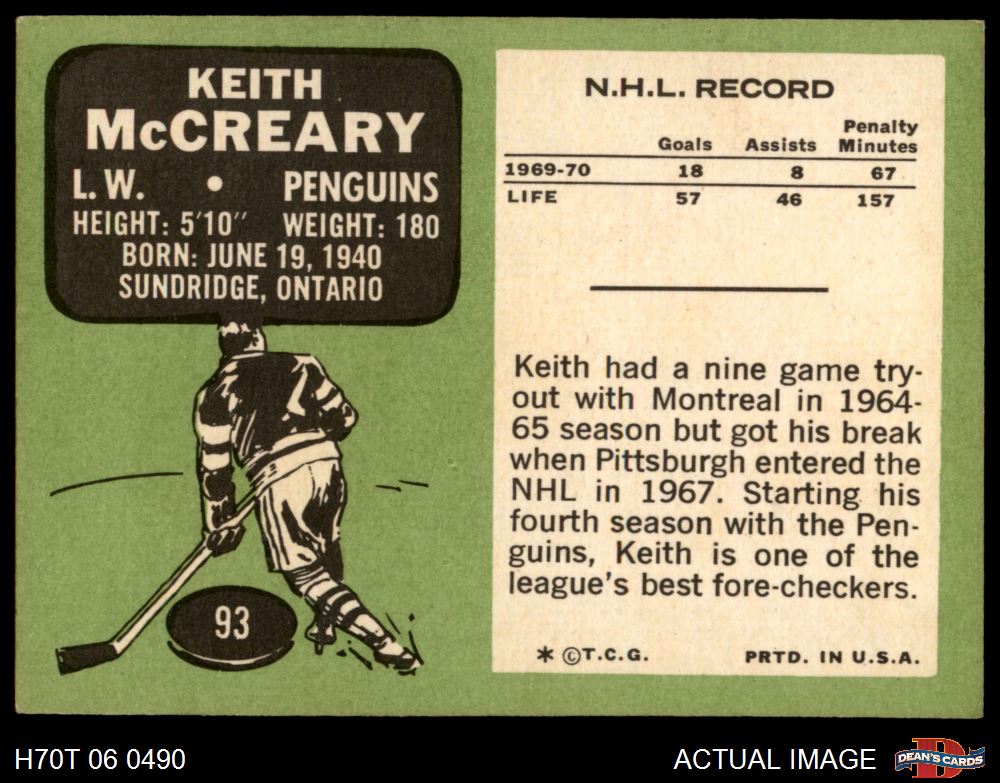 KEITH
McCREARY
L.W. • PENGUINS
HEIGHT: 5'10" WEIGHT: 180
BORN: JUNE 19, 1940
SUNDRIDGE, ONTARIO
93
N.H.L. RECORD
Goals Assists Penalty Minutes
1969-70 18 8 67
LIFE 57 46 157
Keith had a nine game try-
out with Montreal in 1964-
65 season but got his break
when Pittsburgh entered the
NHL in 1967. Starting his
fourth season with the Pen-
guins, Keith is one of the
league's best fore-checkers.
* ©T.C.G. PRTD. IN U.S.A.
H70T 06 0490 ACTUAL IMAGE DEAN'S CARDS